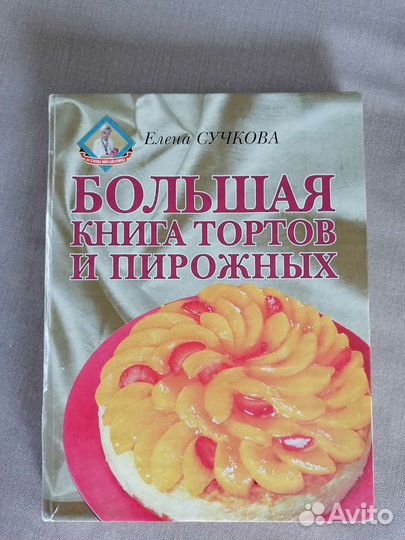 Елена СУЧКОВА
БОЛЬШАЯ
КНИГА ТОРТОВ
И ПИРОЖНЫХ
Avito